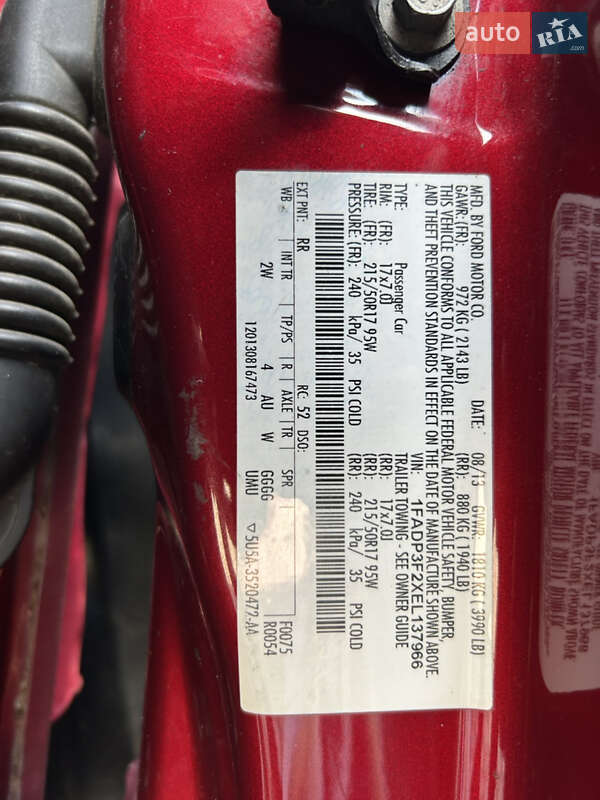 auto RIA.com
MFD. BY FORD MOTOR CO. DATE: 08/13 GVWR: 1810 KG ( 3990 LB)
GAWR:(FR): 972 KG ( 2143 LB) (RR): 880 KG ( 1940 LB)
THIS VEHICLE CONFORMS TO ALL APPLICABLE FEDERAL MOTOR VEHICLE SAFETY, BUMPER,
AND THEFT PREVENTION STANDARDS IN EFFECT ON THE DATE OF MANUFACTURE SHOWN ABOVE.
VIN: 1FADP3F2XEL137966
TYPE: Passenger Car TRAILER TOWING - SEE OWNER GUIDE
RIM: (FR): 17x7.0J (RR): 17x7.0J
TIRE: (FR): 215/50R17 95W (RR): 215/50R17 95W
PRESSURE: (FR): 240 kPa/ 35 PSI COLD (RR): 240 kPa/ 35 PSI COLD
EXT PNT: RR RC: 52 DSO: F0075
WB INT TR TP/PS R AXLE TR SPR R0054
2W 4 AU W GGGG
1201308167473 UMU ▽5U5A-3520472-AA